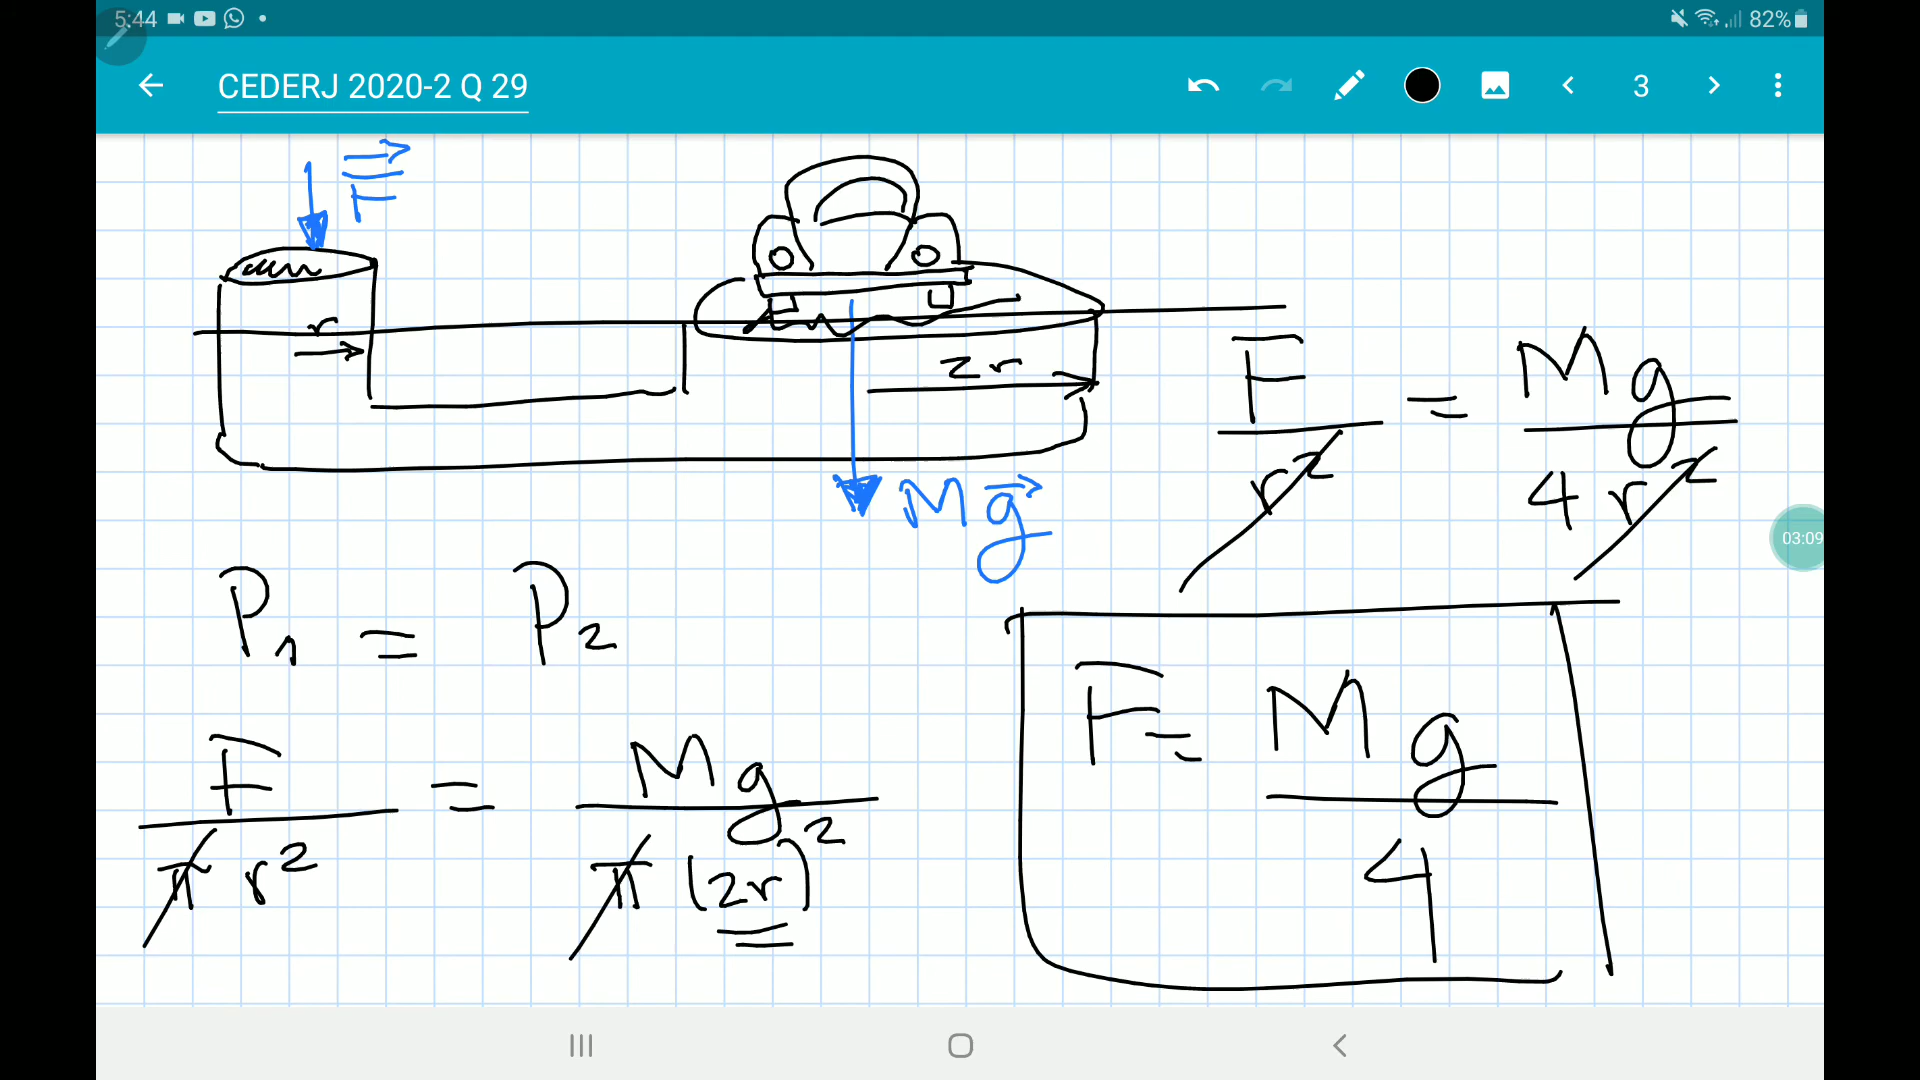 5:44
82%
CEDERJ 2020-2 Q 29
3
F
r
2r
Mg
F/r² = Mg/4r²
03:09
P₁ = P₂
F/πr² = Mg/π(2r)²
F = Mg/4